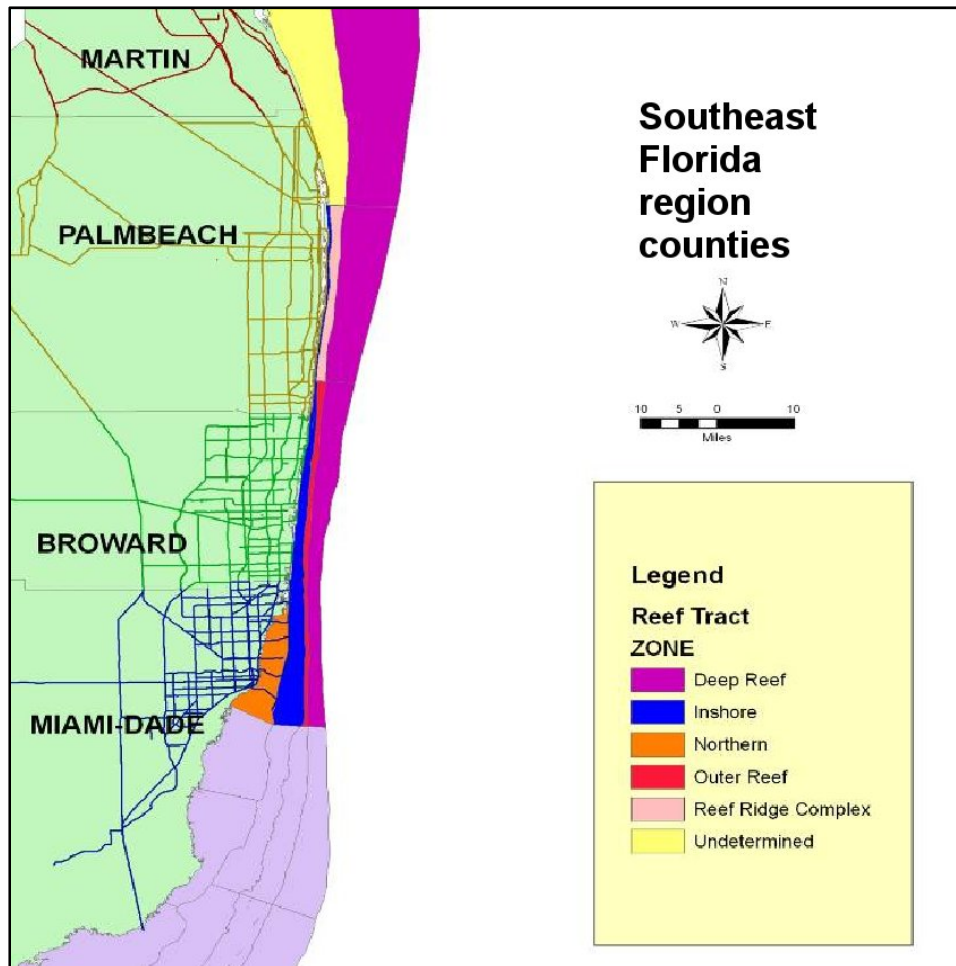 MARTIN
PALMBEACH
BROWARD
MIAMI-DADE
Southeast
Florida
region
counties
N
W E
S
10 5 0 10
Miles
Legend
Reef Tract
ZONE
Deep Reef
Inshore
Northern
Outer Reef
Reef Ridge Complex
Undetermined